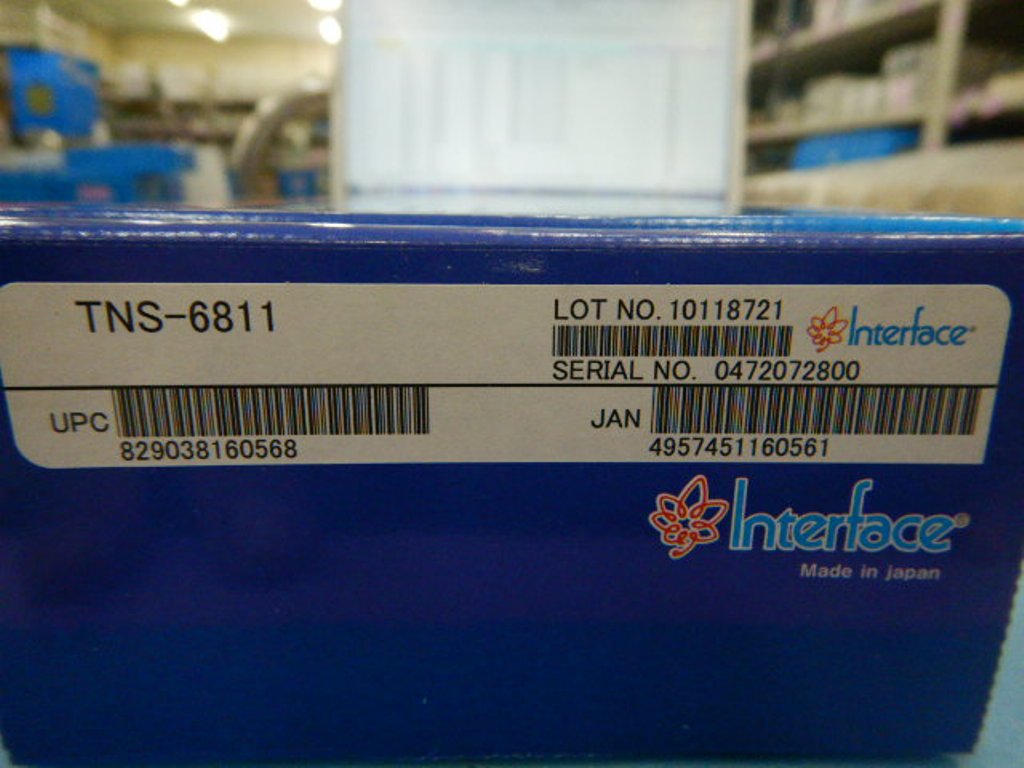 TNS-6811
LOT NO. 10118721
Interface®
SERIAL NO. 0472072800
UPC
829038160568
JAN
4957451160561
Interface®
Made in japan